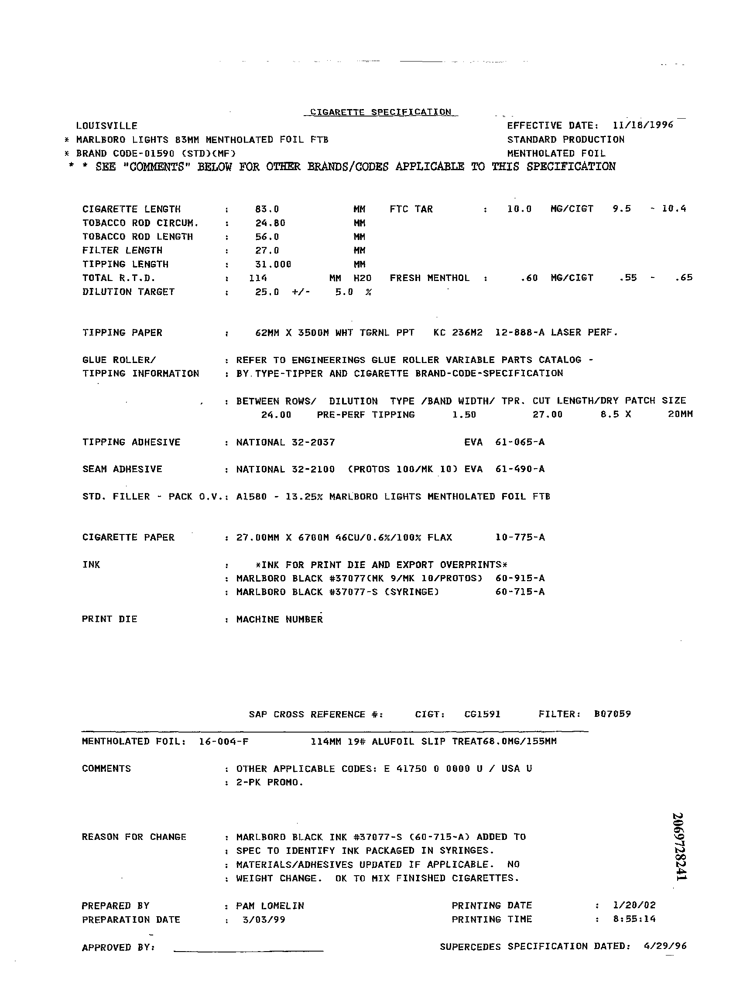 CIGARETTE SPECIFICATION
LOUISVILLE EFFECTIVE DATE: 11/18/1996
* MARLBORO LIGHTS 83MM MENTHOLATED FOIL FTB STANDARD PRODUCTION
* BRAND CODE-01590 (STD)(MF) MENTHOLATED FOIL
* * SEE "COMMENTS" BELOW FOR OTHER BRANDS/CODES APPLICABLE TO THIS SPECIFICATION
CIGARETTE LENGTH : 83.0 MM FTC TAR : 10.0 MG/CIGT 9.5 - 10.4
TOBACCO ROD CIRCUM. : 24.80 MM
TOBACCO ROD LENGTH : 56.0 MM
FILTER LENGTH : 27.0 MM
TIPPING LENGTH : 31.000 MM
TOTAL R.T.D. : 114 MM H2O FRESH MENTHOL : .60 MG/CIGT .55 - .65
DILUTION TARGET : 25.0 +/- 5.0 %
TIPPING PAPER : 62MM X 3500M WHT TGRNL PPT KC 236M2 12-888-A LASER PERF.
GLUE ROLLER/ : REFER TO ENGINEERINGS GLUE ROLLER VARIABLE PARTS CATALOG -
TIPPING INFORMATION : BY TYPE-TIPPER AND CIGARETTE BRAND-CODE-SPECIFICATION
: BETWEEN ROWS/ DILUTION TYPE /BAND WIDTH/ TPR. CUT LENGTH/DRY PATCH SIZE
24.00 PRE-PERF TIPPING 1.50 27.00 8.5 X 20MM
TIPPING ADHESIVE : NATIONAL 32-2037 EVA 61-065-A
SEAM ADHESIVE : NATIONAL 32-2100 (PROTOS 100/MK 10) EVA 61-490-A
STD. FILLER - PACK O.V.: A1580 - 13.25% MARLBORO LIGHTS MENTHOLATED FOIL FTB
CIGARETTE PAPER : 27.00MM X 6700M 46CU/0.6%/100% FLAX 10-775-A
INK : *INK FOR PRINT DIE AND EXPORT OVERPRINTS*
: MARLBORO BLACK #37077(MK 9/MK 10/PROTOS) 60-915-A
: MARLBORO BLACK #37077-S (SYRINGE) 60-715-A
PRINT DIE : MACHINE NUMBER
SAP CROSS REFERENCE #: CIGT: CG1591 FILTER: BQ7059
MENTHOLATED FOIL: 16-004-F 114MM 19# ALUFOIL SLIP TREAT68.0MG/155MM
COMMENTS : OTHER APPLICABLE CODES: E 41750 0 0000 U / USA U
: 2-PK PROMO.
REASON FOR CHANGE : MARLBORO BLACK INK #37077-S (60-715-A) ADDED TO
: SPEC TO IDENTIFY INK PACKAGED IN SYRINGES.
: MATERIALS/ADHESIVES UPDATED IF APPLICABLE. NO
: WEIGHT CHANGE. OK TO MIX FINISHED CIGARETTES.
PREPARED BY : PAM LOMELIN PRINTING DATE : 1/28/02
PREPARATION DATE : 3/03/99 PRINTING TIME : 8:55:14
APPROVED BY: SUPERCEDES SPECIFICATION DATED: 4/29/96
2069728241